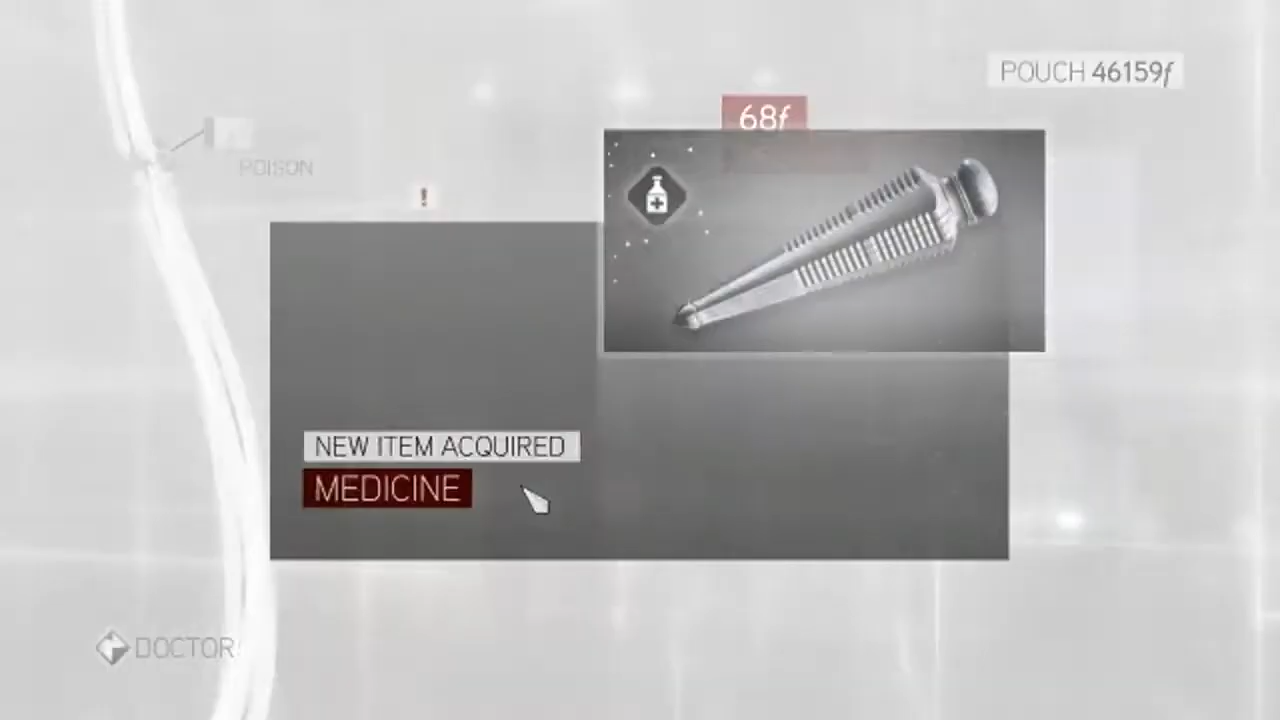 POUCH 46159f
68f
POISON
!
NEW ITEM ACQUIRED
MEDICINE
DOCTOR